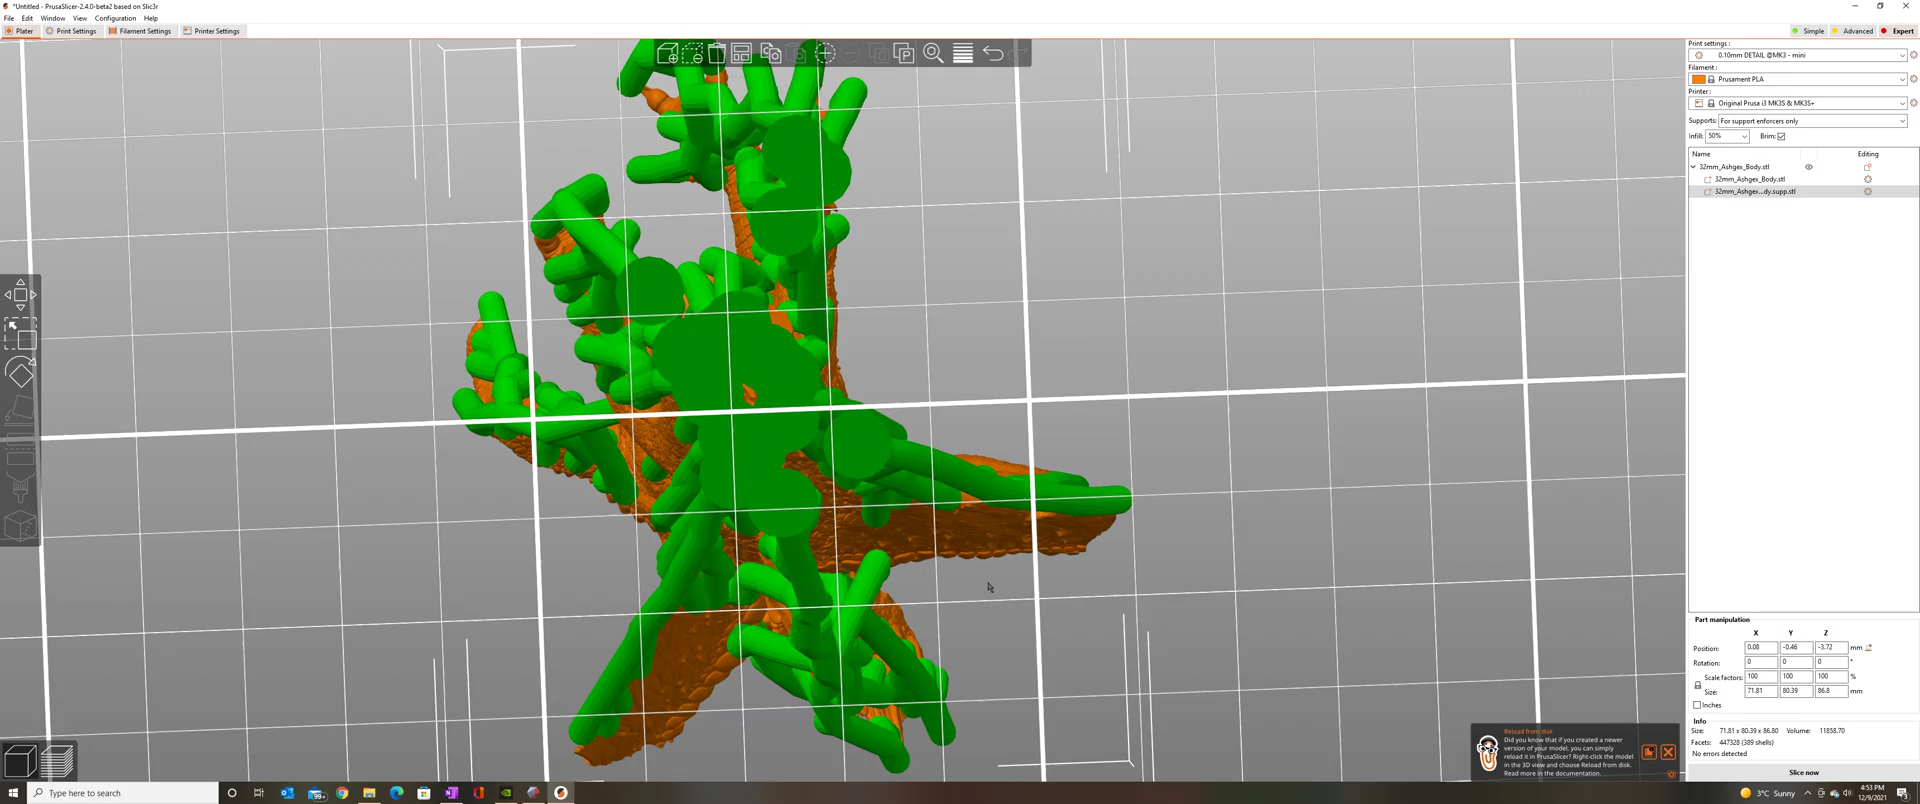 *Untitled - PrusaSlicer-2.4.0-beta2 based on Slic3r
File Edit Window View Configuration Help
Plater Print Settings Filament Settings Printer Settings
Simple Advanced Expert
Print settings :
0.10mm DETAIL @MK3 - mini
Filament :
Prusament PLA
Printer :
Original Prusa i3 MK3S & MK3S+
Supports: For support enforcers only
Infill: 50% Brim:
Name Editing
32mm_Ashgex_Body.stl
32mm_Ashgex_Body.stl
32mm_Ashgex...dy.supp.stl
Part manipulation
X Y Z
Position: 0.08 -0.46 -3.72 mm
Rotation: 0 0 0 °
Scale factors: 100 100 100 %
Size: 71.81 80.39 86.8 mm
Inches
Info
Size: 71.81 x 80.39 x 86.80 Volume: 11858.70
Facets: 447328 (389 shells)
No errors detected
Slice now
Reload from disk
Did you know that if you created a newer
version of your model, you can simply
reload it in PrusaSlicer? Right-click the model
in the 3D view and choose Reload from disk.
Read more in the documentation.
Type here to search
99+
3°C Sunny
4:53 PM
12/9/2021
3